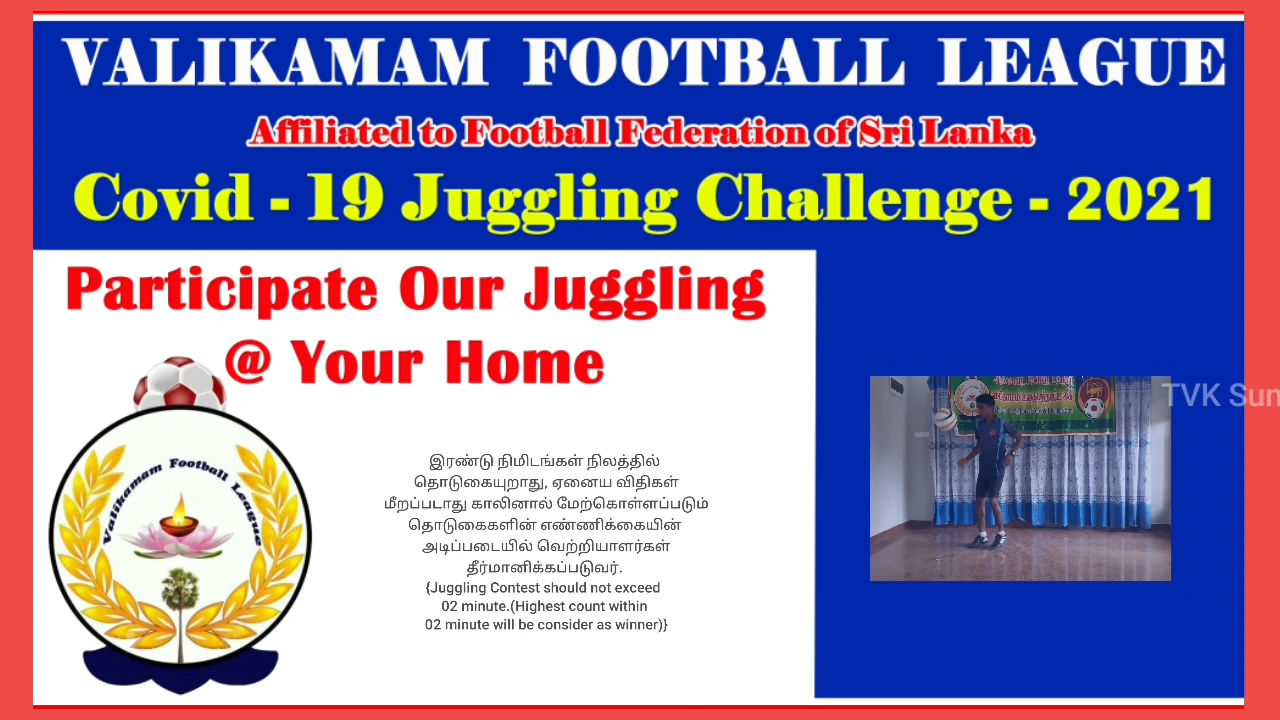 VALIKAMAM FOOTBALL LEAGUE
Affiliated to Football Federation of Sri Lanka
Covid - 19 Juggling Challenge - 2021
Participate Our Juggling
@ Your Home
Valikamam Football League
இரண்டு நிமிடங்கள் நிலத்தில்
தொடுகையுறாது, ஏனைய விதிகள்
மீறப்படாது காலினால் மேற்கொள்ளப்படும்
தொடுகைகளின் எண்ணிக்கையின்
அடிப்படையில் வெற்றியாளர்கள்
தீர்மானிக்கப்படுவர்.
{Juggling Contest should not exceed
02 minute.(Highest count within
02 minute will be consider as winner)}
TVK Sun